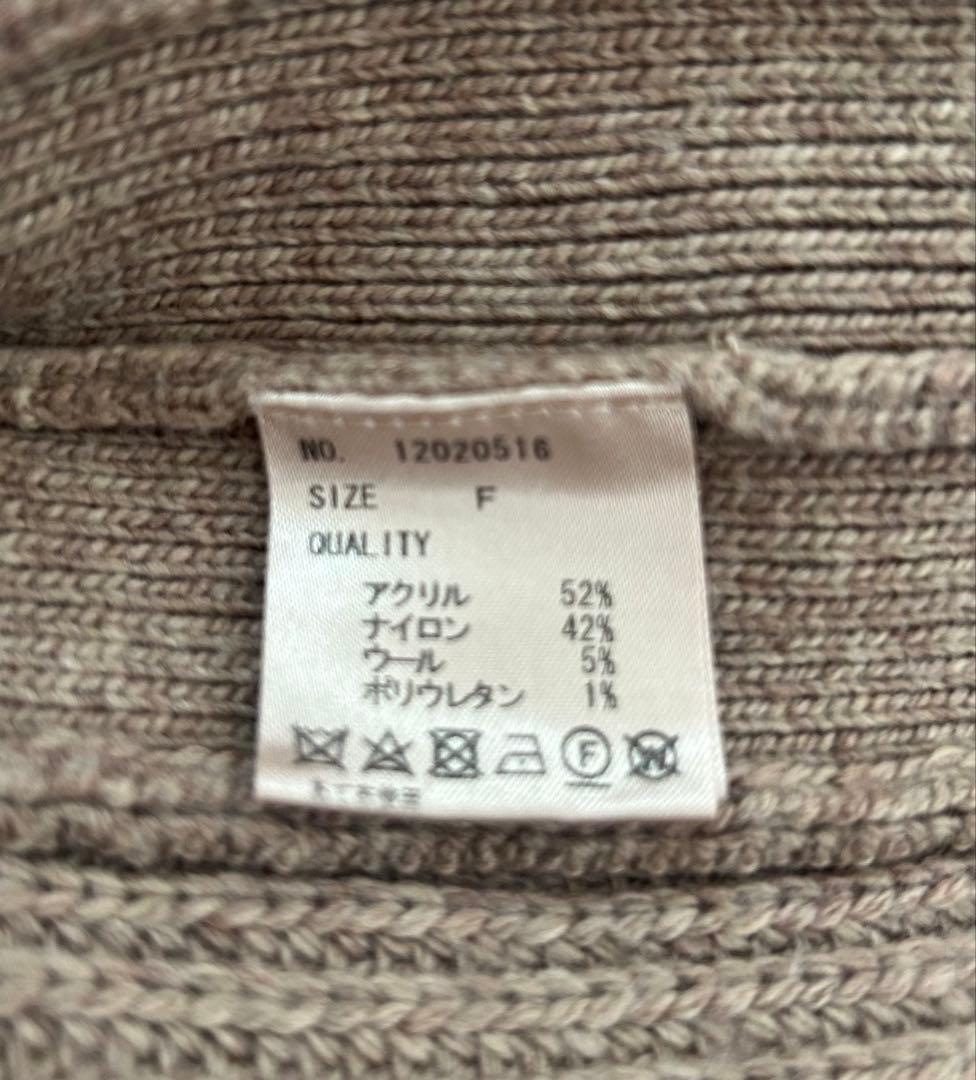 NO. 12020516
SIZE F
QUALITY
アクリル 52%
ナイロン 42%
ウール 5%
ポリウレタン 1%
F W